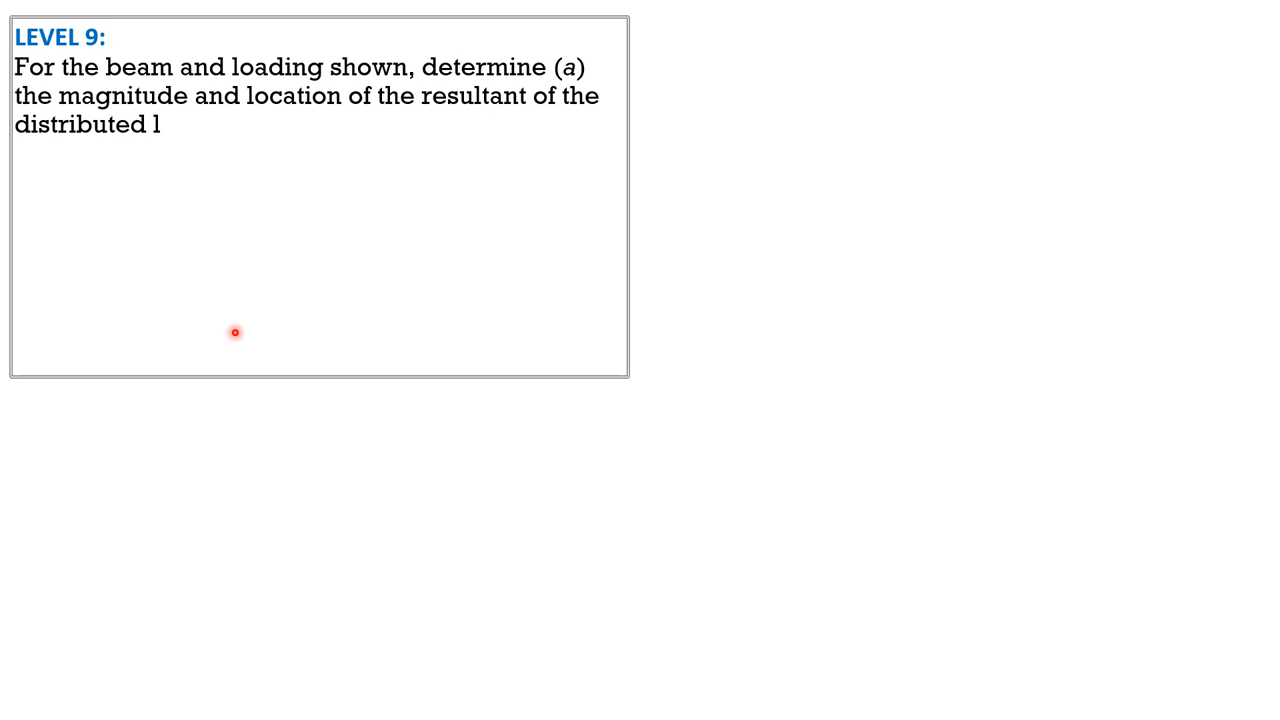 LEVEL 9:
For the beam and loading shown, determine (a)
the magnitude and location of the resultant of the
distributed l